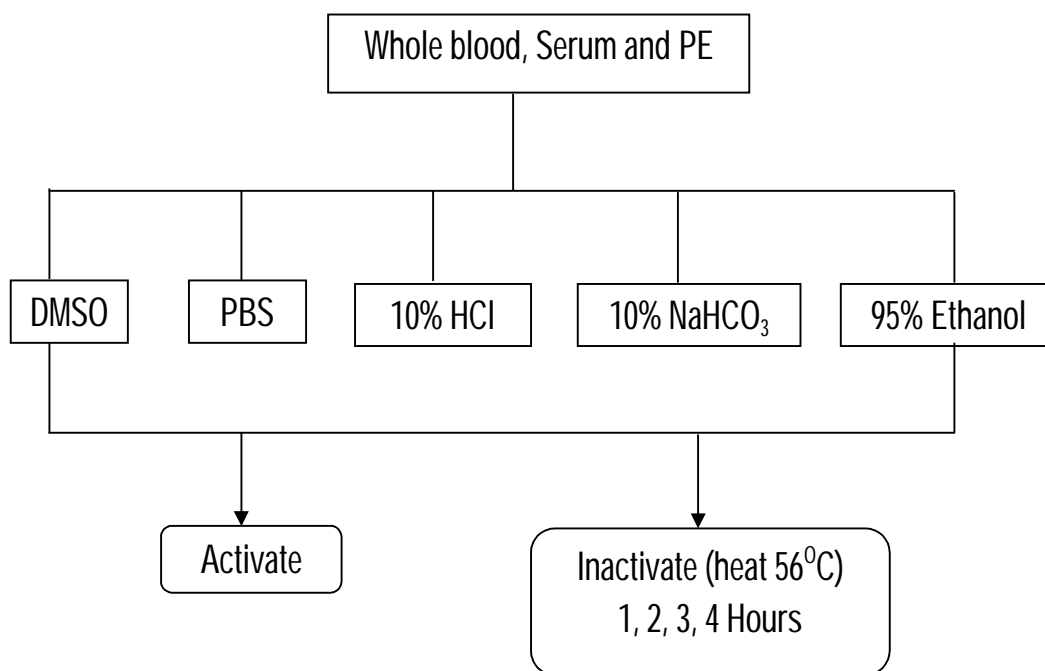 Whole blood, Serum and PE
DMSO
PBS
10% HCl
10% NaHCO₃
95% Ethanol
Activate
Inactivate (heat 56⁰C)
1, 2, 3, 4 Hours